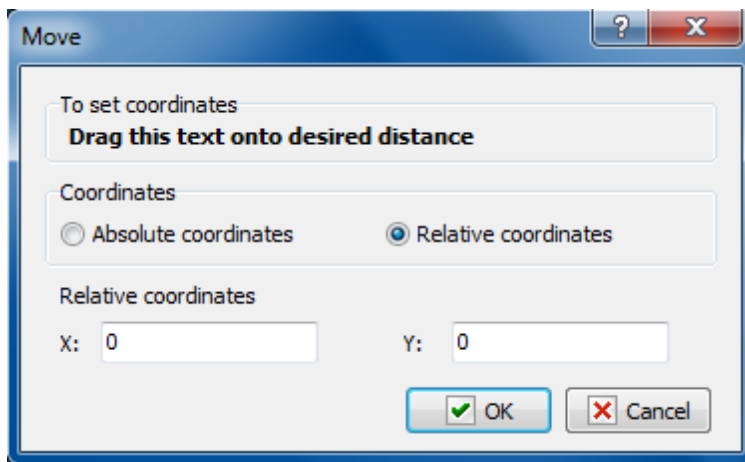 Move
?
X
To set coordinates
Drag this text onto desired distance
Coordinates
Absolute coordinates Relative coordinates
Relative coordinates
X: 0 Y: 0
OK Cancel